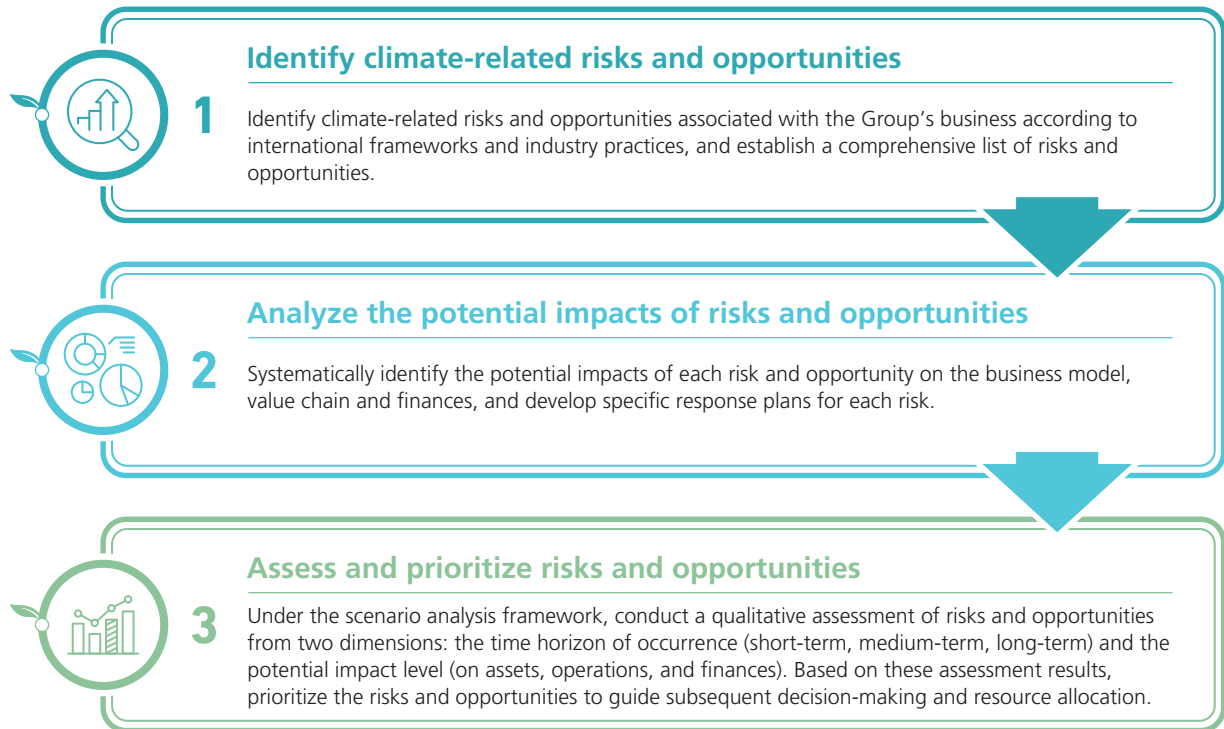 Identify climate-related risks and opportunities
1
Identify climate-related risks and opportunities associated with the Group’s business according to
international frameworks and industry practices, and establish a comprehensive list of risks and
opportunities.
Analyze the potential impacts of risks and opportunities
2
Systematically identify the potential impacts of each risk and opportunity on the business model,
value chain and finances, and develop specific response plans for each risk.
Assess and prioritize risks and opportunities
3
Under the scenario analysis framework, conduct a qualitative assessment of risks and opportunities
from two dimensions: the time horizon of occurrence (short-term, medium-term, long-term) and the
potential impact level (on assets, operations, and finances). Based on these assessment results,
prioritize the risks and opportunities to guide subsequent decision-making and resource allocation.